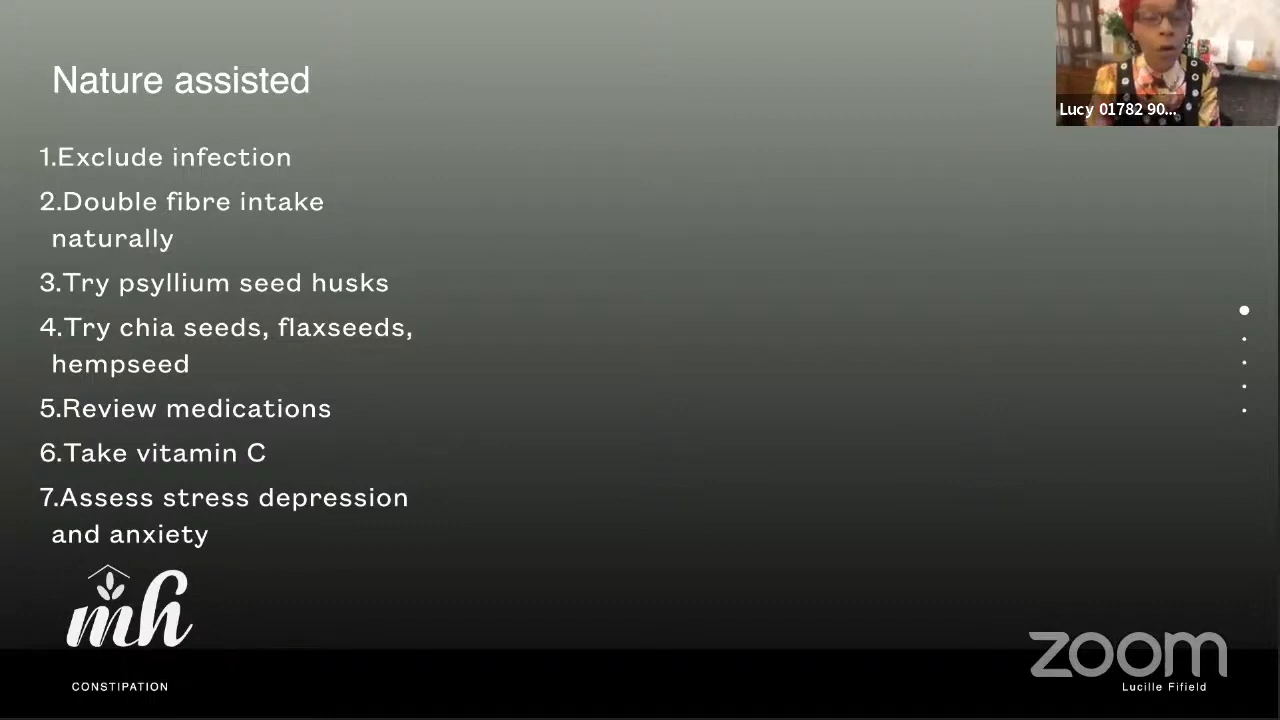 Nature assisted
Lucy 01782 90...
1.Exclude infection
2.Double fibre intake
naturally
3.Try psyllium seed husks
4.Try chia seeds, flaxseeds,
hempseed
5.Review medications
6.Take vitamin C
7.Assess stress depression
and anxiety
mh
zoom
CONSTIPATION
Lucille Fifield